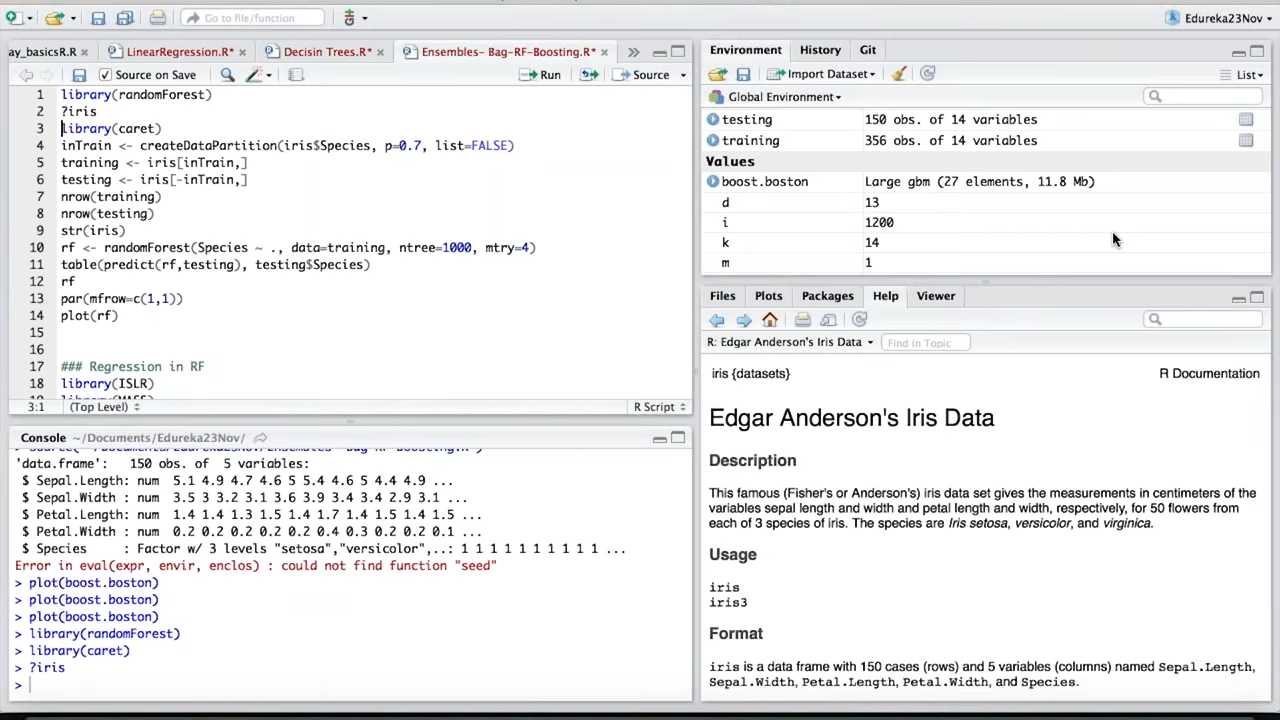 Go to file/function
Edureka23Nov
ay_basicsR.R
LinearRegression.R*
Decisin Trees.R*
Ensembles- Bag-RF-Boosting.R*
Source on Save
Run
Source
1 library(randomForest)
2 ?iris
3 library(caret)
4 inTrain <- createDataPartition(iris$Species, p=0.7, list=FALSE)
5 training <- iris[inTrain,]
6 testing <- iris[-inTrain,]
7 nrow(training)
8 nrow(testing)
9 str(iris)
10 rf <- randomForest(Species ~ ., data=training, ntree=1000, mtry=4)
11 table(predict(rf,testing), testing$Species)
12 rf
13 par(mfrow=c(1,1))
14 plot(rf)
15
16
17 ### Regression in RF
18 library(ISLR)
3:1 (Top Level) R Script
Console ~/Documents/Edureka23Nov/
'data.frame': 150 obs. of 5 variables:
$ Sepal.Length: num 5.1 4.9 4.7 4.6 5 5.4 4.6 5 4.4 4.9 ...
$ Sepal.Width : num 3.5 3 3.2 3.1 3.6 3.9 3.4 3.4 2.9 3.1 ...
$ Petal.Length: num 1.4 1.4 1.3 1.5 1.4 1.7 1.4 1.5 1.4 1.5 ...
$ Petal.Width : num 0.2 0.2 0.2 0.2 0.2 0.4 0.3 0.2 0.2 0.1 ...
$ Species : Factor w/ 3 levels "setosa","versicolor",..: 1 1 1 1 1 1 1 1 1 1 ...
Error in eval(expr, envir, enclos) : could not find function "seed"
> plot(boost.boston)
> plot(boost.boston)
> plot(boost.boston)
> library(randomForest)
> library(caret)
> ?iris
>
Environment History Git
Import Dataset List
Global Environment
testing 150 obs. of 14 variables
training 356 obs. of 14 variables
Values
boost.boston Large gbm (27 elements, 11.8 Mb)
d 13
i 1200
k 14
m 1
Files Plots Packages Help Viewer
R: Edgar Anderson's Iris Data Find in Topic
iris {datasets} R Documentation
Edgar Anderson's Iris Data
Description
This famous (Fisher's or Anderson's) iris data set gives the measurements in centimeters of the
variables sepal length and width and petal length and width, respectively, for 50 flowers from
each of 3 species of iris. The species are Iris setosa, versicolor, and virginica.
Usage
iris
iris3
Format
iris is a data frame with 150 cases (rows) and 5 variables (columns) named Sepal.Length,
Sepal.Width, Petal.Length, Petal.Width, and Species.